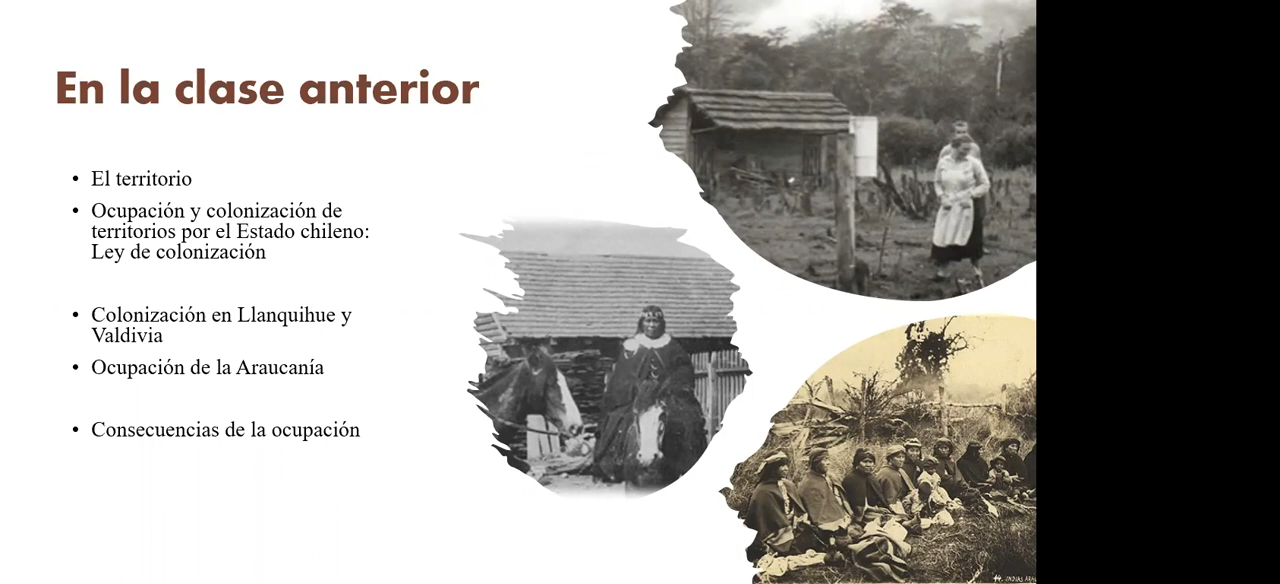 En la clase anterior
• El territorio
• Ocupación y colonización de
territorios por el Estado chileno:
Ley de colonización
• Colonización en Llanquihue y
Valdivia
• Ocupación de la Araucanía
• Consecuencias de la ocupación
INDIAS